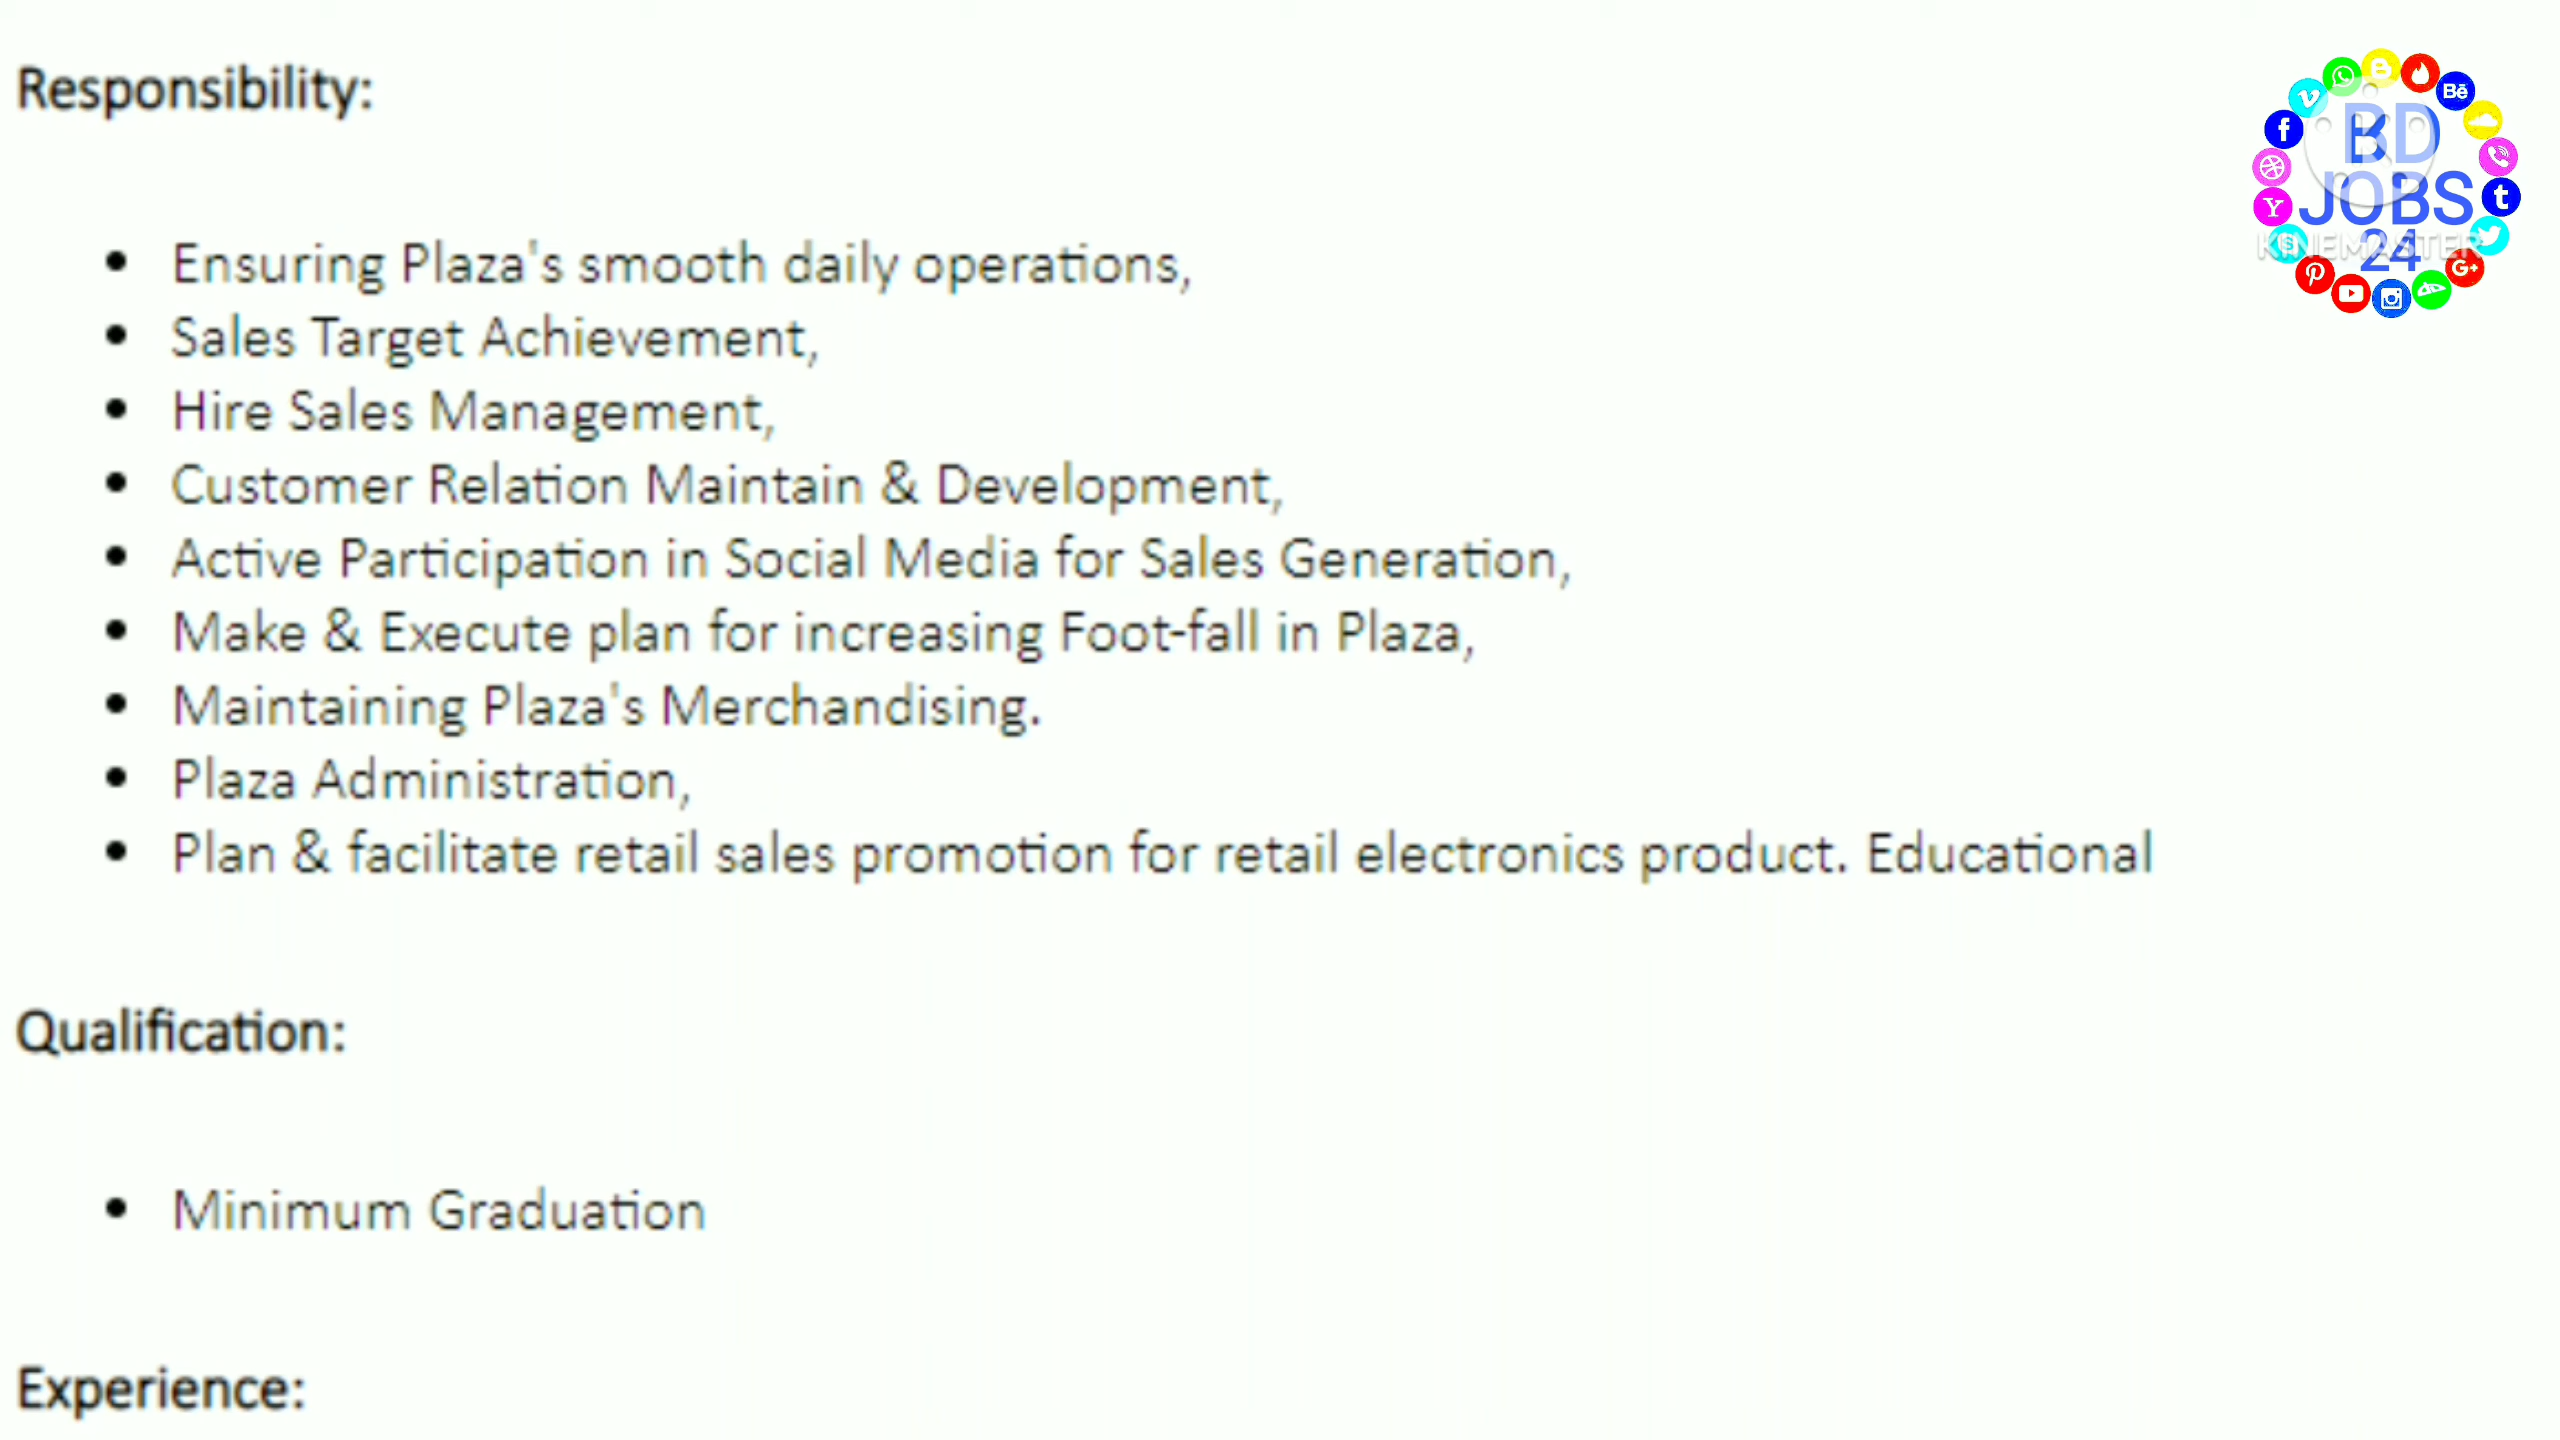 Responsibility:
• Ensuring Plaza's smooth daily operations,
• Sales Target Achievement,
• Hire Sales Management,
• Customer Relation Maintain & Development,
• Active Participation in Social Media for Sales Generation,
• Make & Execute plan for increasing Foot-fall in Plaza,
• Maintaining Plaza's Merchandising.
• Plaza Administration,
• Plan & facilitate retail sales promotion for retail electronics product. Educational
Qualification:
• Minimum Graduation
Experience:
BD
JOBS
24
KINEMASTER